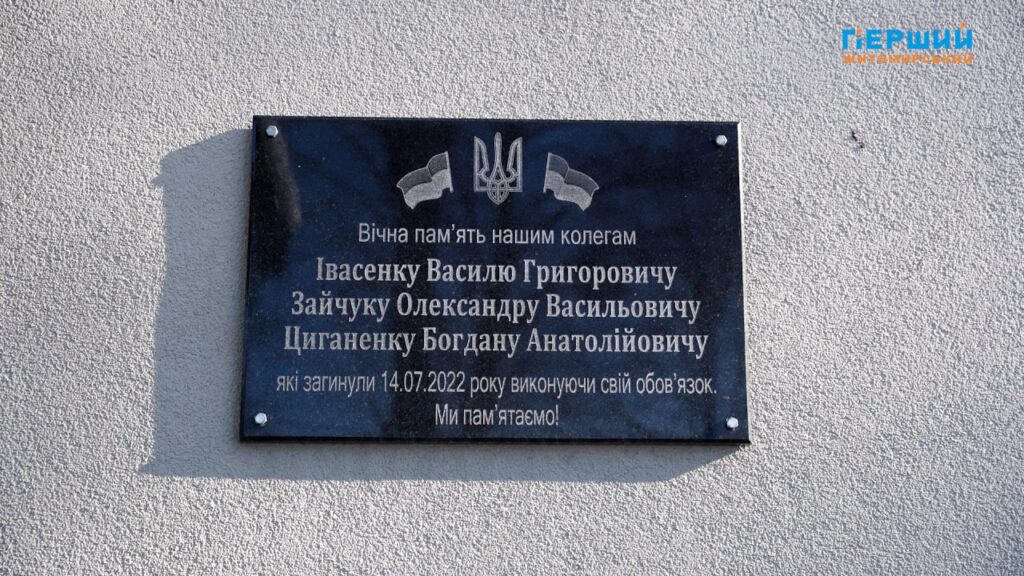 ПЕРШИЙ
ЖИТОМИРСЬКИЙ
Вічна пам'ять нашим колегам
Івасенку Василю Григоровичу
Зайчуку Олександру Васильовичу
Циганенку Богдану Анатолійовичу
які загинули 14.07.2022 року виконуючи свій обов'язок.
Ми пам'ятаємо!